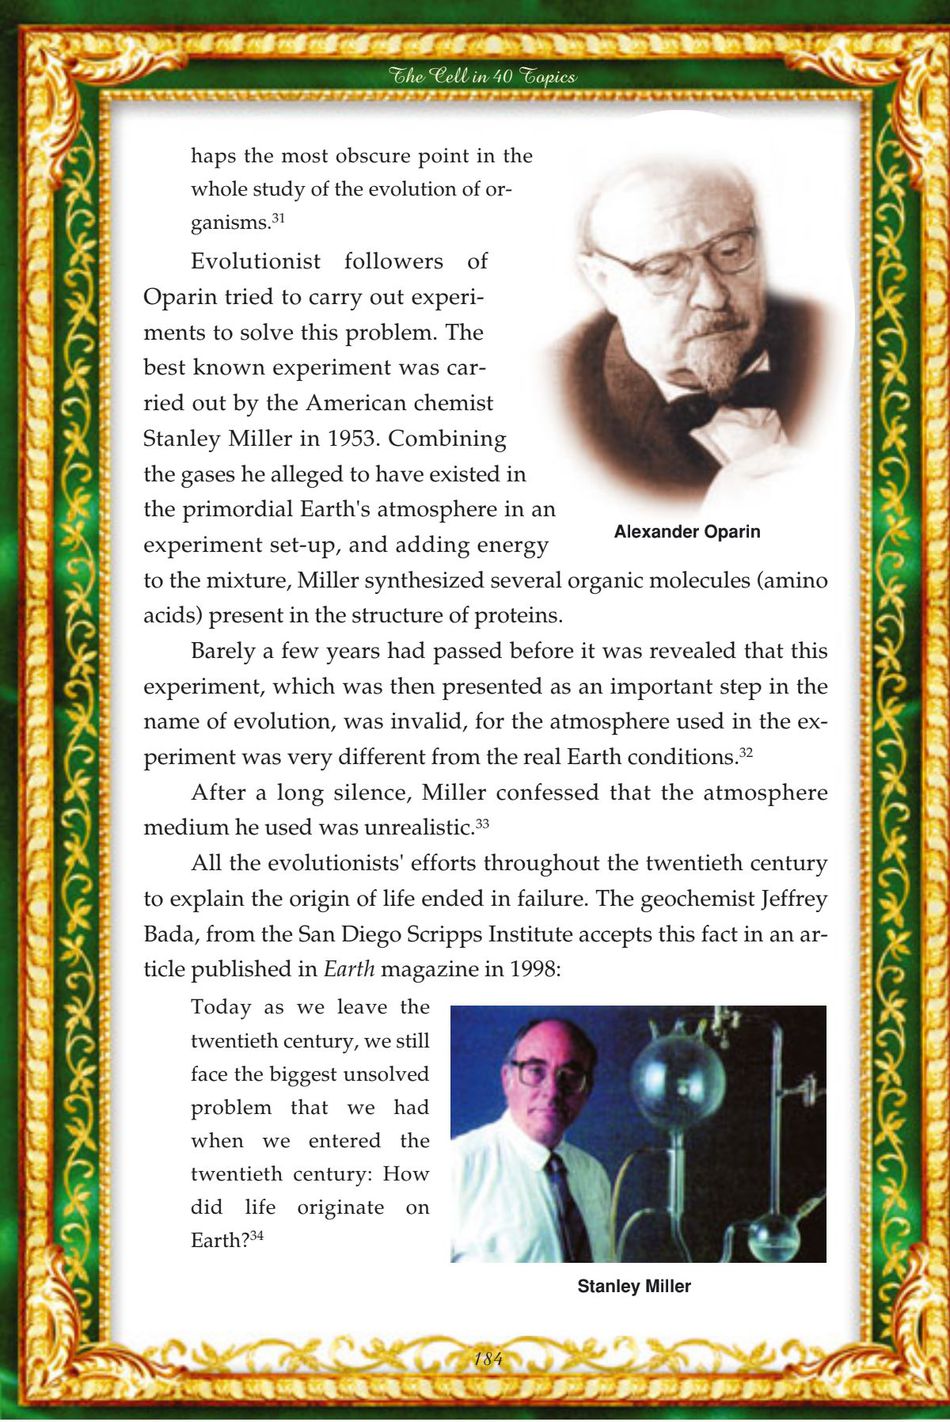 The Cell in 40 Topics
haps the most obscure point in the
whole study of the evolution of or-
ganisms.31
Evolutionist followers of
Oparin tried to carry out experi-
ments to solve this problem. The
best known experiment was car-
ried out by the American chemist
Stanley Miller in 1953. Combining
the gases he alleged to have existed in
the primordial Earth's atmosphere in an
experiment set-up, and adding energy
to the mixture, Miller synthesized several organic molecules (amino
acids) present in the structure of proteins.
Alexander Oparin
Barely a few years had passed before it was revealed that this
experiment, which was then presented as an important step in the
name of evolution, was invalid, for the atmosphere used in the ex-
periment was very different from the real Earth conditions.32
After a long silence, Miller confessed that the atmosphere
medium he used was unrealistic.33
All the evolutionists' efforts throughout the twentieth century
to explain the origin of life ended in failure. The geochemist Jeffrey
Bada, from the San Diego Scripps Institute accepts this fact in an ar-
ticle published in Earth magazine in 1998:
Today as we leave the
twentieth century, we still
face the biggest unsolved
problem that we had
when we entered the
twentieth century: How
did life originate on
Earth?34
Stanley Miller
184